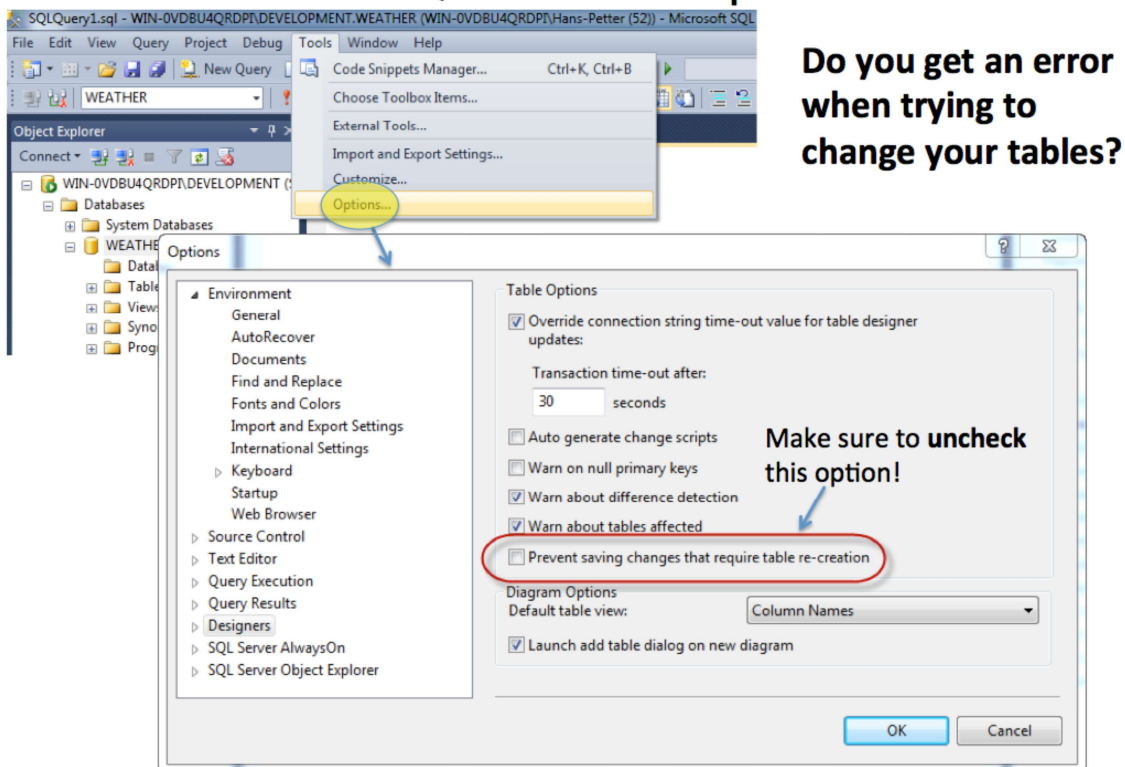 SQLQuery1.sql - WIN-0VDBU4QRDPI\DEVELOPMENT.WEATHER (WIN-0VDBU4QRDPI\Hans-Petter (52)) - Microsoft SQL
File Edit View Query Project Debug Tools Window Help
New Query
WEATHER
Code Snippets Manager... Ctrl+K, Ctrl+B
Choose Toolbox Items...
External Tools...
Import and Export Settings...
Customize...
Options...
Do you get an error
when trying to
change your tables?
Object Explorer
Connect
WIN-0VDBU4QRDPI\DEVELOPMENT (
Databases
System Databases
WEATHE
Datal
Table
View
Syno
Prog
Options
Environment
General
AutoRecover
Documents
Find and Replace
Fonts and Colors
Import and Export Settings
International Settings
Keyboard
Startup
Web Browser
Source Control
Text Editor
Query Execution
Query Results
Designers
SQL Server AlwaysOn
SQL Server Object Explorer
Table Options
Override connection string time-out value for table designer
updates:
Transaction time-out after:
30 seconds
Auto generate change scripts
Warn on null primary keys
Warn about difference detection
Warn about tables affected
Prevent saving changes that require table re-creation
Make sure to uncheck
this option!
Diagram Options
Default table view: Column Names
Launch add table dialog on new diagram
OK Cancel